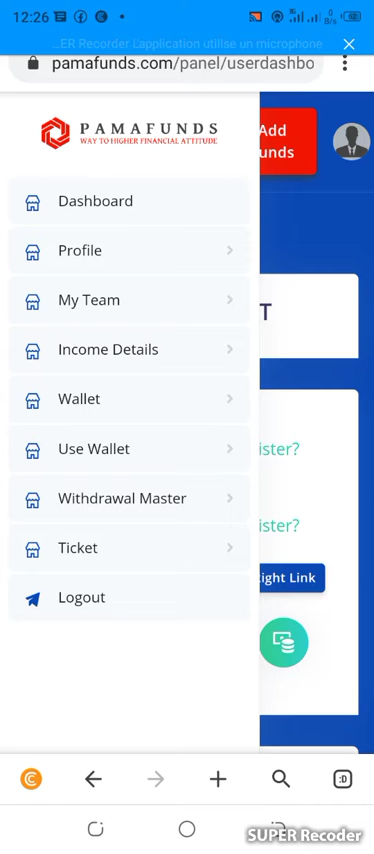 12:26
0
B/s
…ER Recorder L'application utilise un microphone
pamafunds.com/panel/userdashbo
PAMAFUNDS
WAY TO HIGHER FINANCIAL ATTITUDE
Add
unds
Dashboard
Profile
T
My Team
Income Details
Wallet
Use Wallet
ister?
Withdrawal Master
ister?
Ticket
ight Link
Logout
:D
SUPER Recoder